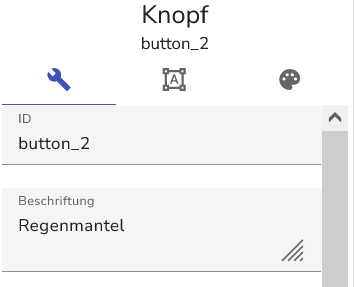 Knopf
button_2
A
ID
button_2
Beschriftung
Regenmantel